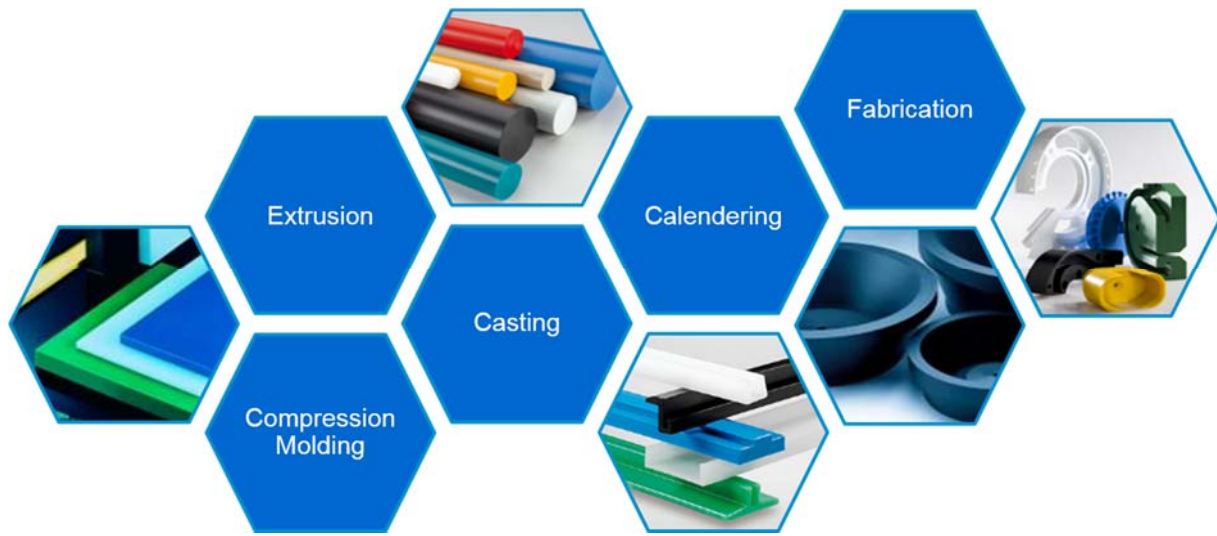 Fabrication
Extrusion
Calendering
Casting
Compression
Molding